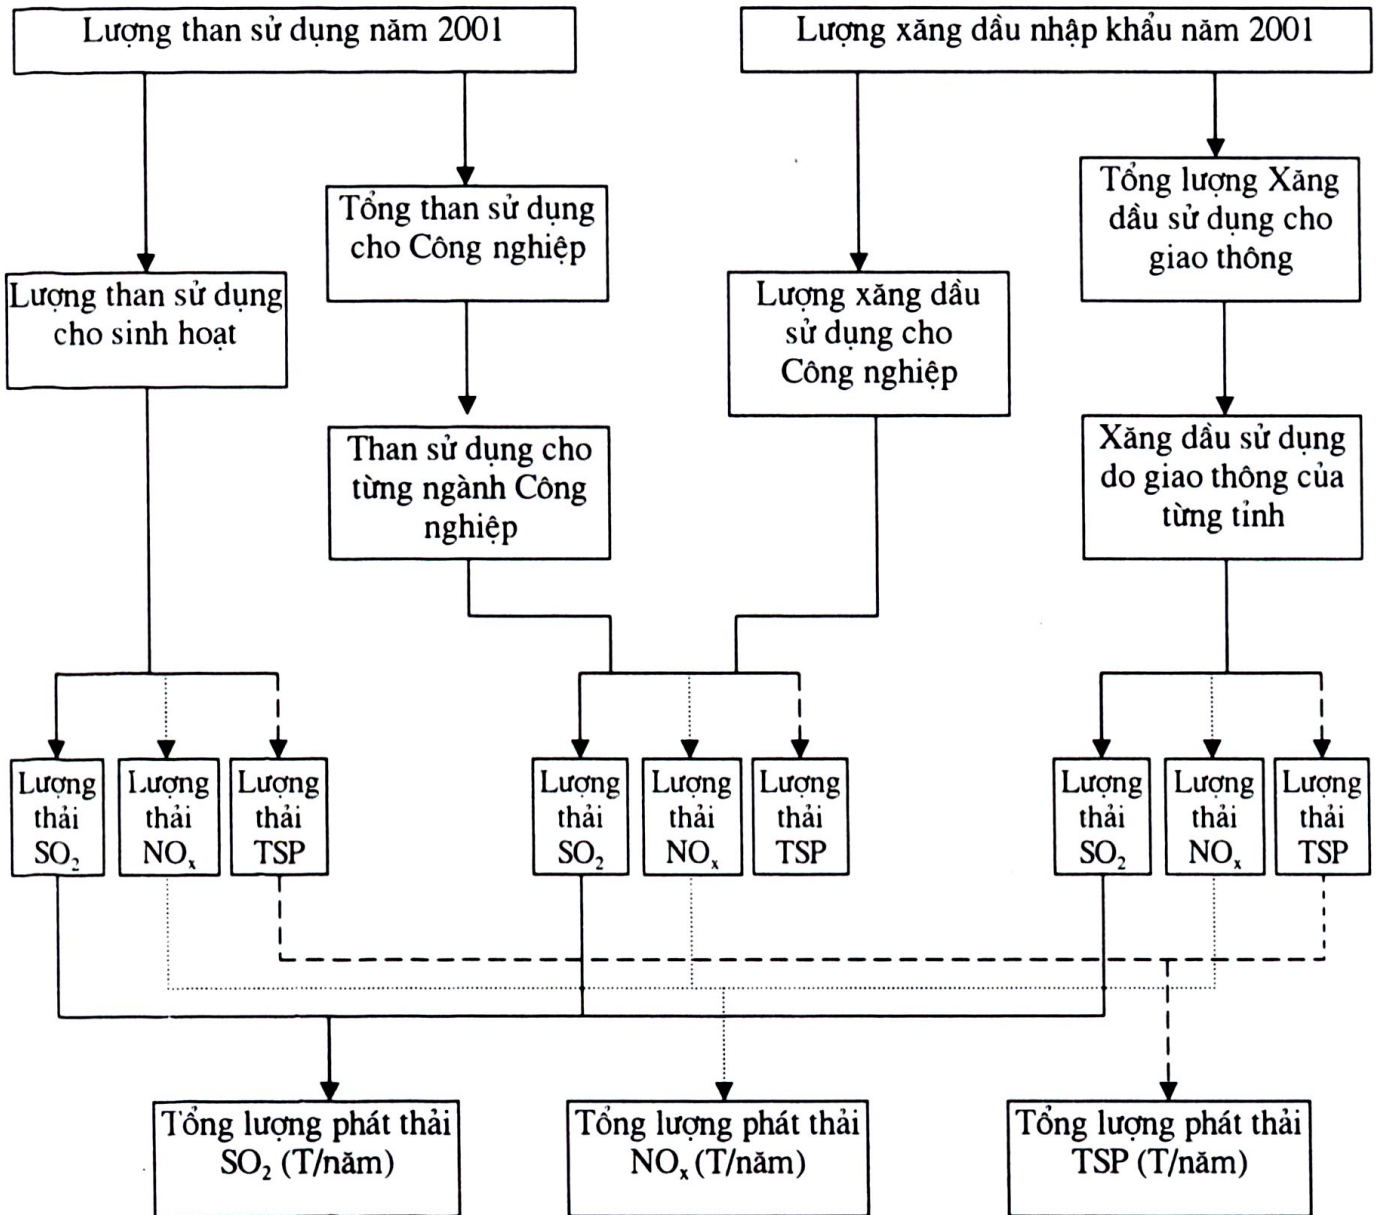 Lượng than sử dụng năm 2001
Lượng xăng dầu nhập khẩu năm 2001
Tổng than sử dụng
cho Công nghiệp
Tổng lượng Xăng
dầu sử dụng cho
giao thông
Lượng than sử dụng
cho sinh hoạt
Lượng xăng dầu
sử dụng cho
Công nghiệp
Than sử dụng cho
từng ngành Công
nghiệp
Xăng dầu sử dụng
do giao thông của
từng tỉnh
Lượng
thải
SO₂
Lượng
thải
NOₓ
Lượng
thải
TSP
Lượng
thải
SO₂
Lượng
thải
NOₓ
Lượng
thải
TSP
Lượng
thải
SO₂
Lượng
thải
NOₓ
Lượng
thải
TSP
Tổng lượng phát thải
SO₂ (T/năm)
Tổng lượng phát thải
NOₓ (T/năm)
Tổng lượng phát thải
TSP (T/năm)